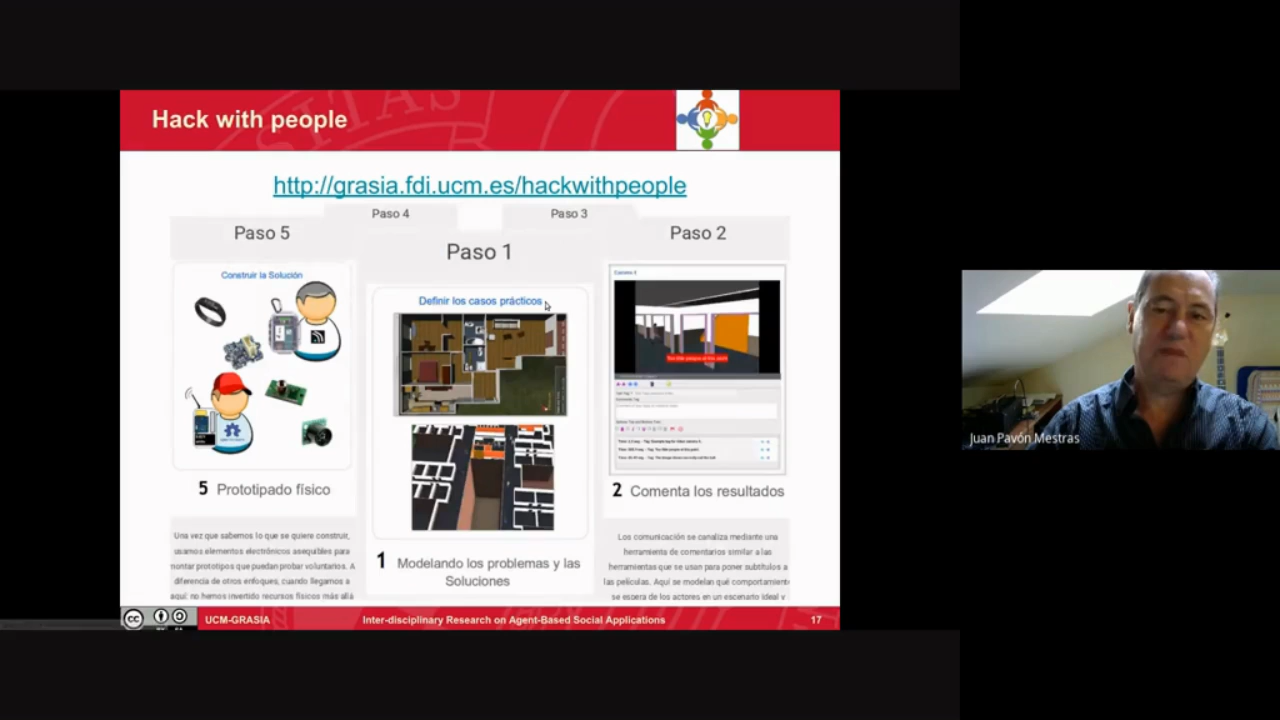 Hack with people
http://grasia.fdi.ucm.es/hackwithpeople
Paso 4
Paso 3
Paso 5
Paso 1
Paso 2
Construir la Solución
5 Prototipado físico
Una vez que sabemos lo que se quiere construir,
usamos elementos electrónicos asequibles para
montar prototipos que puedan probar voluntarios. A
diferencia de otros enfoques, cuando llegamos a
aquí: no hemos invertido recursos físicos más allá
Definir los casos prácticos
1 Modelando los problemas y las
Soluciones
2 Comenta los resultados
Los comunicación se canaliza mediante una
herramienta de comentarios similar a las
herramientas que se usan para poner subtítulos a
las películas. Aquí se modelan qué comportamient
se espera de los actores en un escenario ideal y
cc
UCM-GRASIA
Inter-disciplinary Research on Agent-Based Social Applications
17
Juan Pavón Mestras